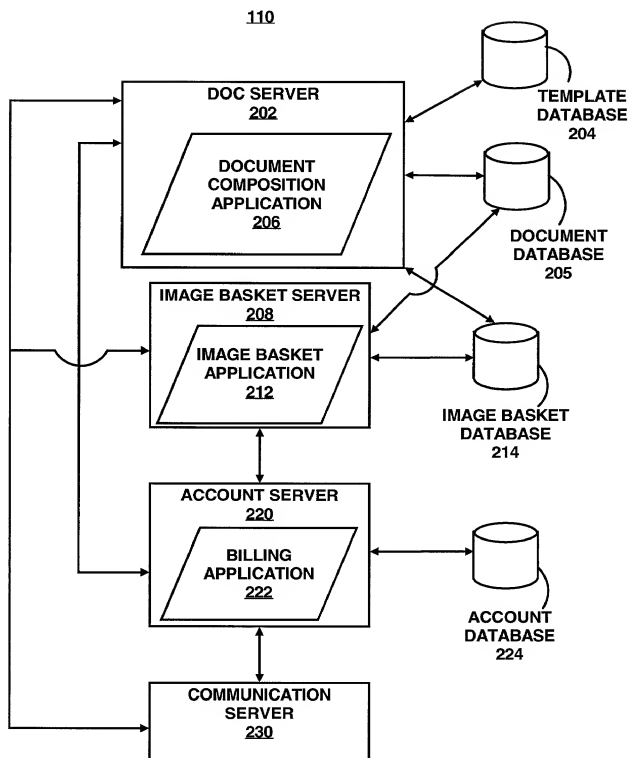 110
DOC SERVER
202
DOCUMENT
COMPOSITION
APPLICATION
206
TEMPLATE
DATABASE
204
DOCUMENT
DATABASE
205
IMAGE BASKET SERVER
208
IMAGE BASKET
APPLICATION
212
IMAGE BASKET
DATABASE
214
ACCOUNT SERVER
220
BILLING
APPLICATION
222
ACCOUNT
DATABASE
224
COMMUNICATION
SERVER
230